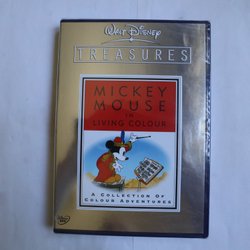 WALT DISNEY
TREASURES
MICKEY
MOUSE
IN
LIVING COLOUR
A COLLECTION OF
COLOUR ADVENTURES